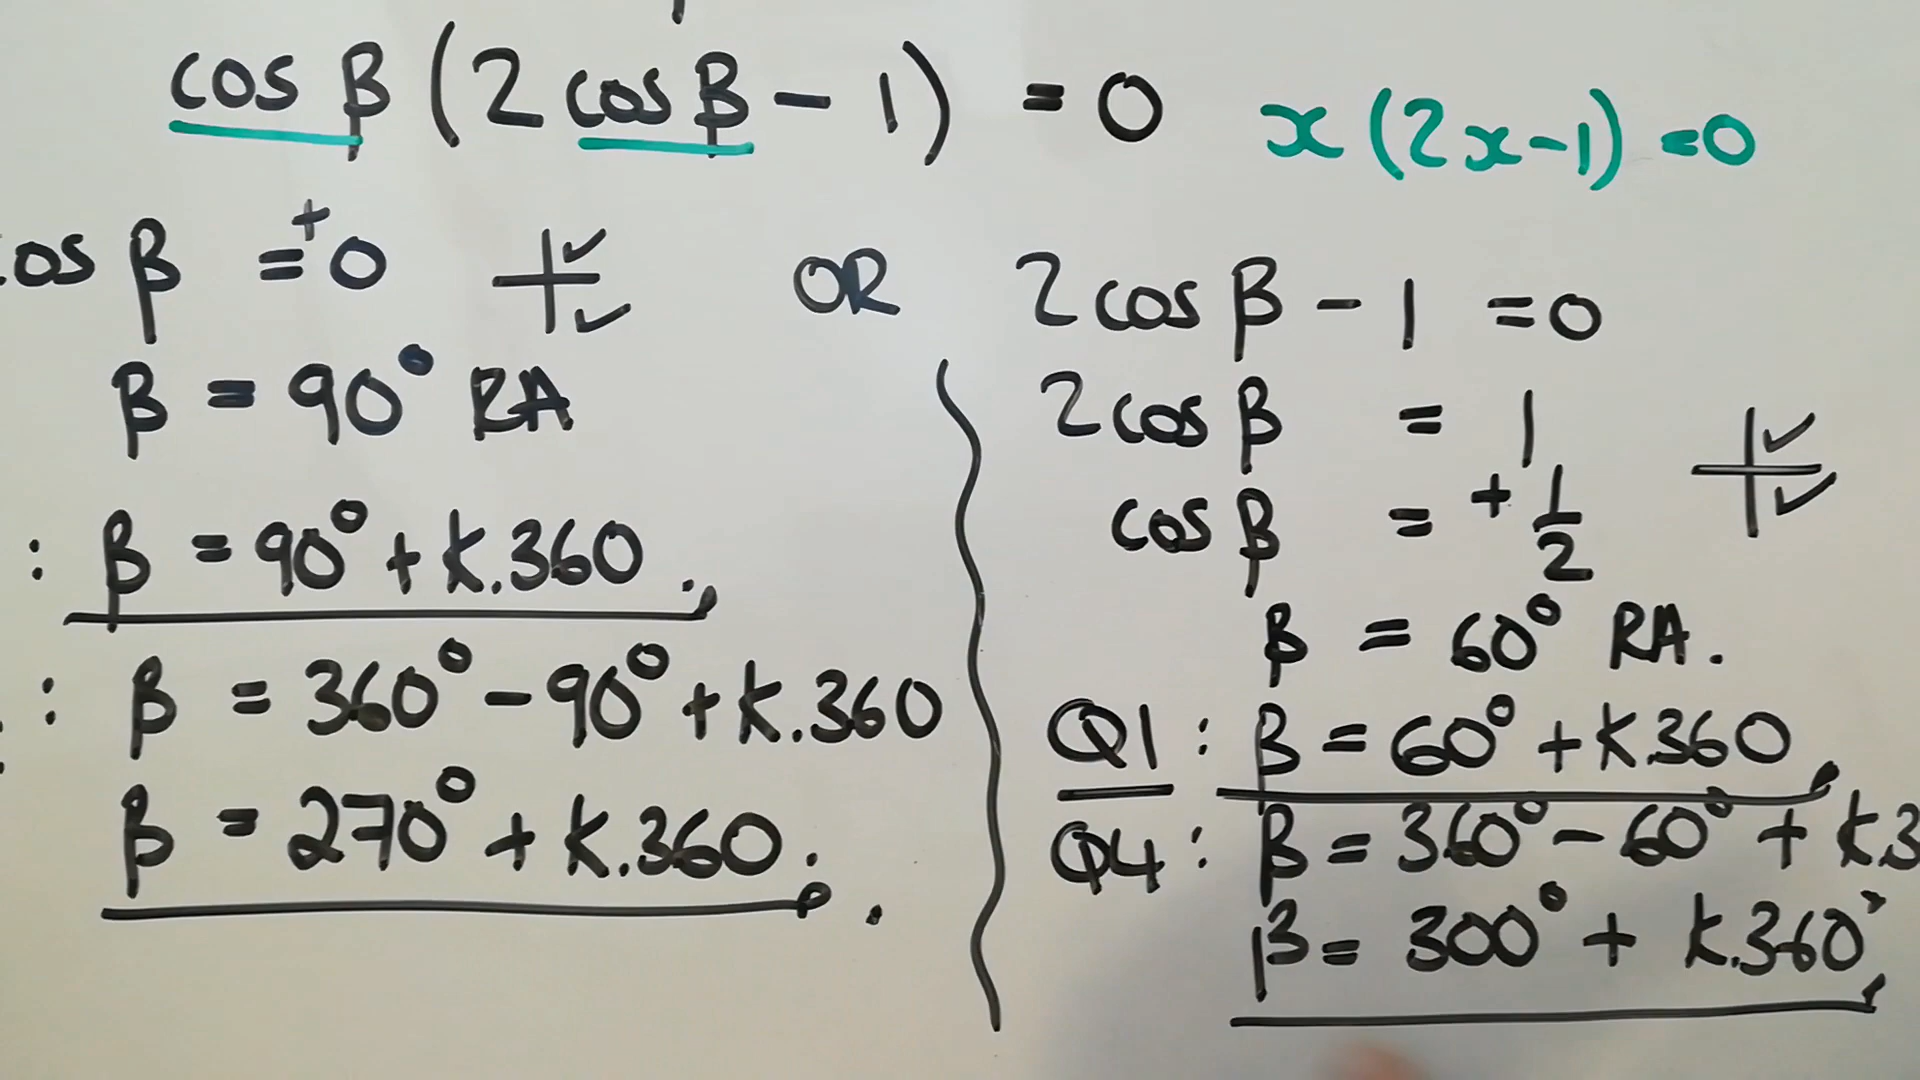 cos β (2 cos β - 1) = 0
x (2x - 1) = 0
cos β = + 0
OR
β = 90° RA
: β = 90° + K.360
: β = 360° - 90° + K.360
β = 270° + K.360
2 cos β - 1 = 0
2 cos β = 1
cos β = + 1/2
β = 60° RA.
Q1 : β = 60° + K.360
Q4 : β = 360° - 60° + K.3
β = 300° + K.360°